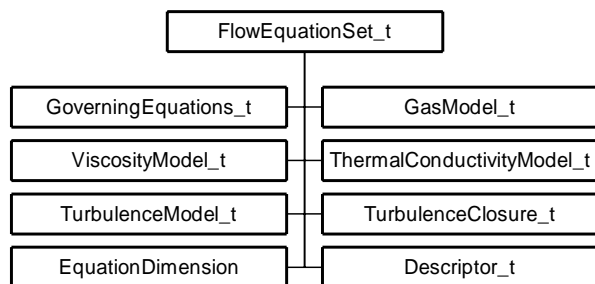 FlowEquationSet_t
GoverningEquations_t
GasModel_t
ViscosityModel_t
ThermalConductivityModel_t
TurbulenceModel_t
TurbulenceClosure_t
EquationDimension
Descriptor_t